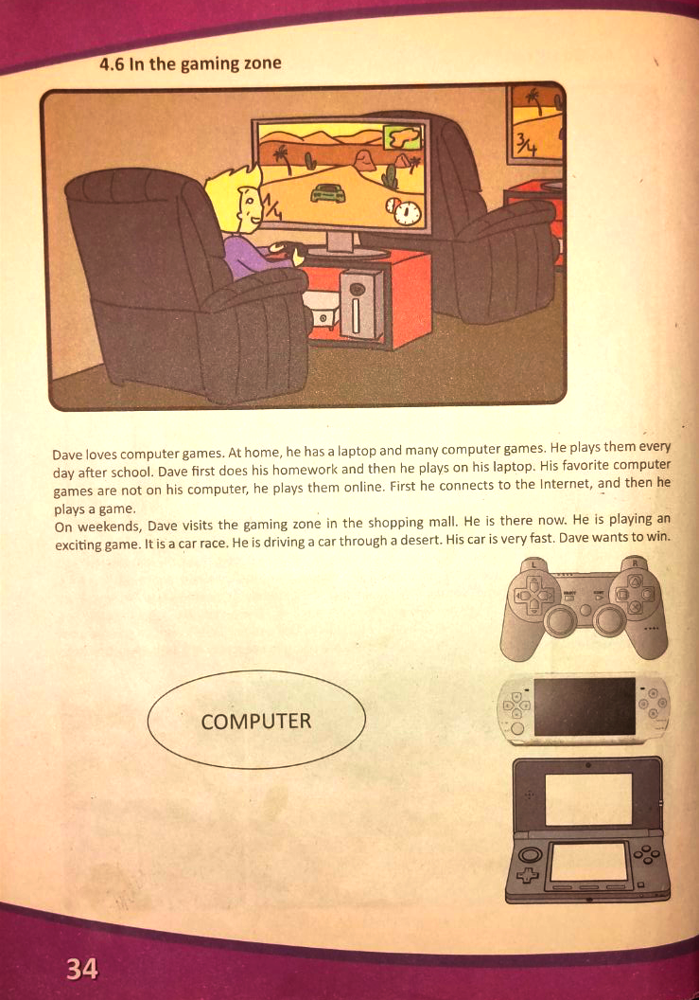 4.6 In the gaming zone
3/4
1/4
Dave loves computer games. At home, he has a laptop and many computer games. He plays them every
day after school. Dave first does his homework and then he plays on his laptop. His favorite computer
games are not on his computer, he plays them online. First he connects to the Internet, and then he
plays a game.
On weekends, Dave visits the gaming zone in the shopping mall. He is there now. He is playing an
exciting game. It is a car race. He is driving a car through a desert. His car is very fast. Dave wants to win.
L R
SELECT START
COMPUTER
34